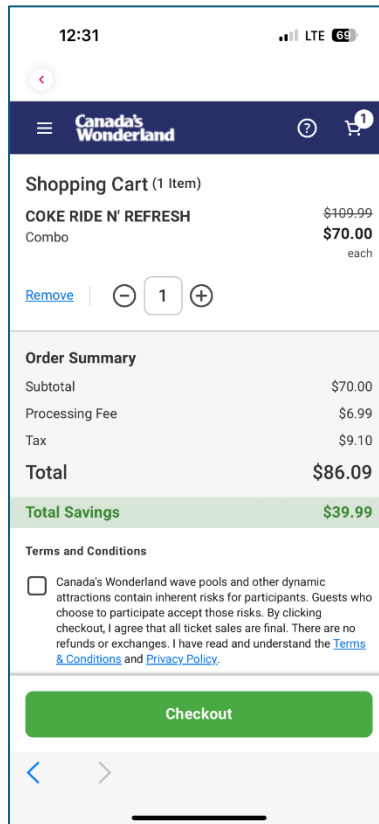 12:31 LTE 69
Canada's
Wonderland ? 1
Shopping Cart (1 Item)
COKE RIDE N' REFRESH $109.99
Combo $70.00
each
Remove 1
Order Summary
Subtotal $70.00
Processing Fee $6.99
Tax $9.10
Total $86.09
Total Savings $39.99
Terms and Conditions
Canada's Wonderland wave pools and other dynamic
attractions contain inherent risks for participants. Guests who
choose to participate accept those risks. By clicking
checkout, I agree that all ticket sales are final. There are no
refunds or exchanges. I have read and understand the Terms
& Conditions and Privacy Policy.
Checkout